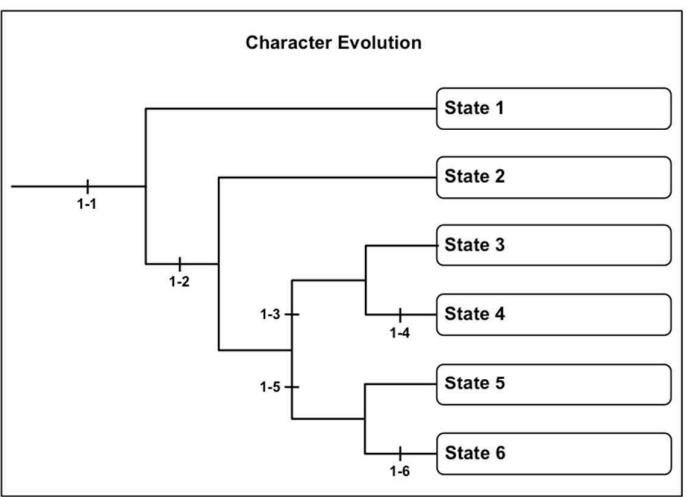 Character Evolution
State 1
State 2
1-1
State 3
1-2
1-3
State 4
1-4
1-5
State 5
State 6
1-6